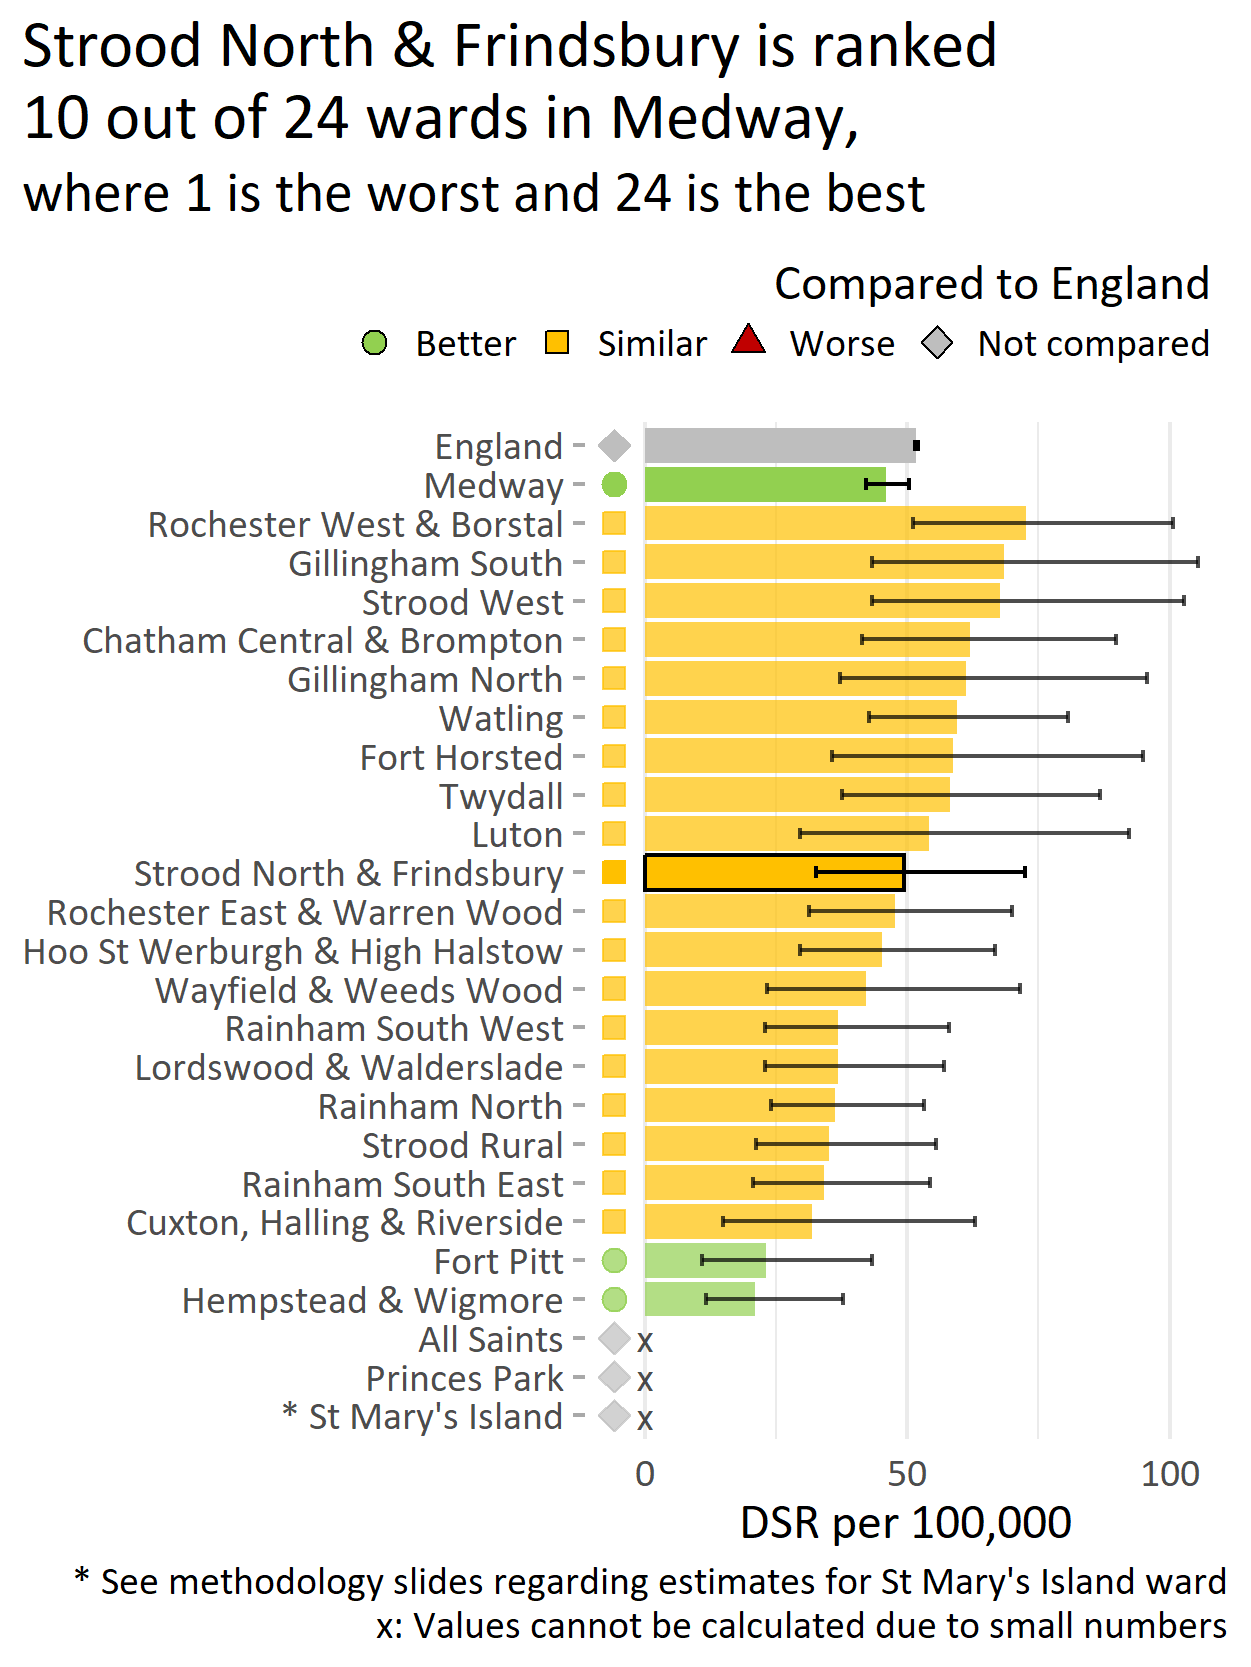 Strood North & Frindsbury is ranked
10 out of 24 wards in Medway,
where 1 is the worst and 24 is the best
Compared to England
Better Similar Worse Not compared
England
Medway
Rochester West & Borstal
Gillingham South
Strood West
Chatham Central & Brompton
Gillingham North
Watling
Fort Horsted
Twydall
Luton
Strood North & Frindsbury
Rochester East & Warren Wood
Hoo St Werburgh & High Halstow
Wayfield & Weeds Wood
Rainham South West
Lordswood & Walderslade
Rainham North
Strood Rural
Rainham South East
Cuxton, Halling & Riverside
Fort Pitt
Hempstead & Wigmore
All Saints x
Princes Park x
* St Mary's Island x
0 50 100
DSR per 100,000
* See methodology slides regarding estimates for St Mary's Island ward
x: Values cannot be calculated due to small numbers